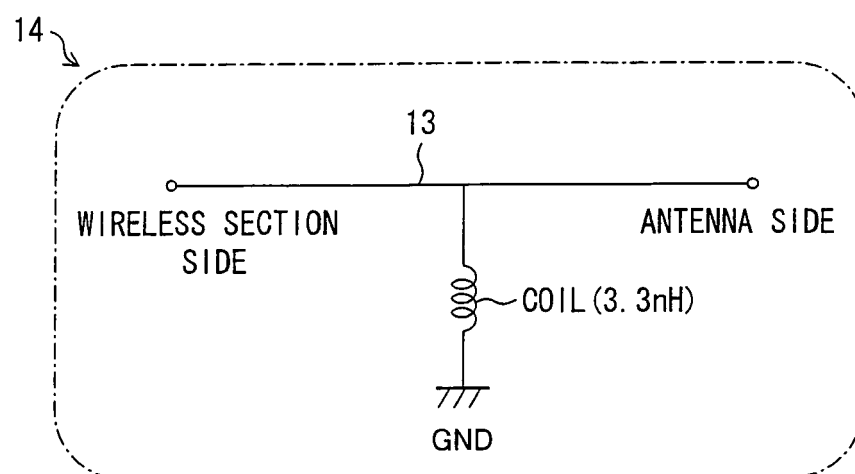 14
13
WIRELESS SECTION
SIDE
ANTENNA SIDE
COIL(3.3nH)
GND